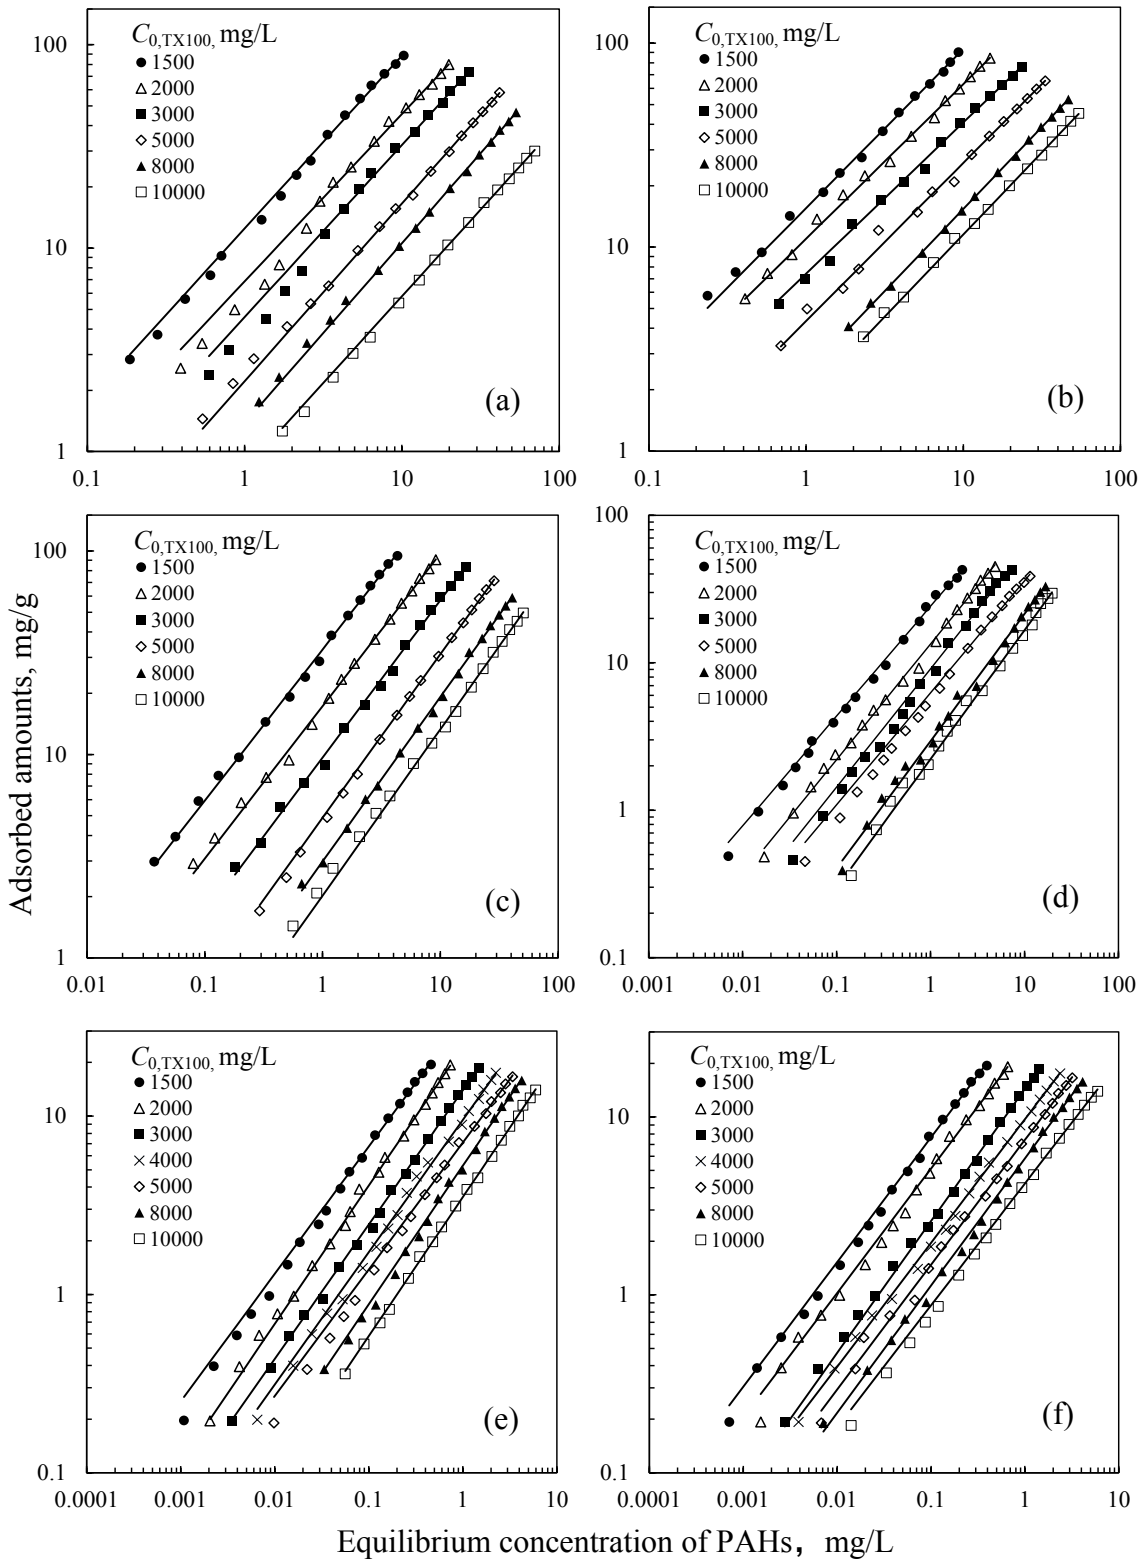 C0,TX100, mg/L
1500
2000
3000
5000
8000
10000
100
10
1
0.1 1 10 100
(a)
C0,TX100, mg/L
1500
2000
3000
5000
8000
10000
100
10
1
0.1 1 10 100
(b)
C0,TX100, mg/L
1500
2000
3000
5000
8000
10000
100
10
1
0.01 0.1 1 10 100
(c)
C0,TX100, mg/L
1500
2000
3000
5000
8000
10000
100
10
1
0.1
0.001 0.01 0.1 1 10 100
(d)
C0,TX100, mg/L
1500
2000
3000
4000
5000
8000
10000
10
1
0.1
0.0001 0.001 0.01 0.1 1 10
(e)
C0,TX100, mg/L
1500
2000
3000
4000
5000
8000
10000
10
1
0.1
0.0001 0.001 0.01 0.1 1 10
(f)
Adsorbed amounts, mg/g
Equilibrium concentration of PAHs, mg/L